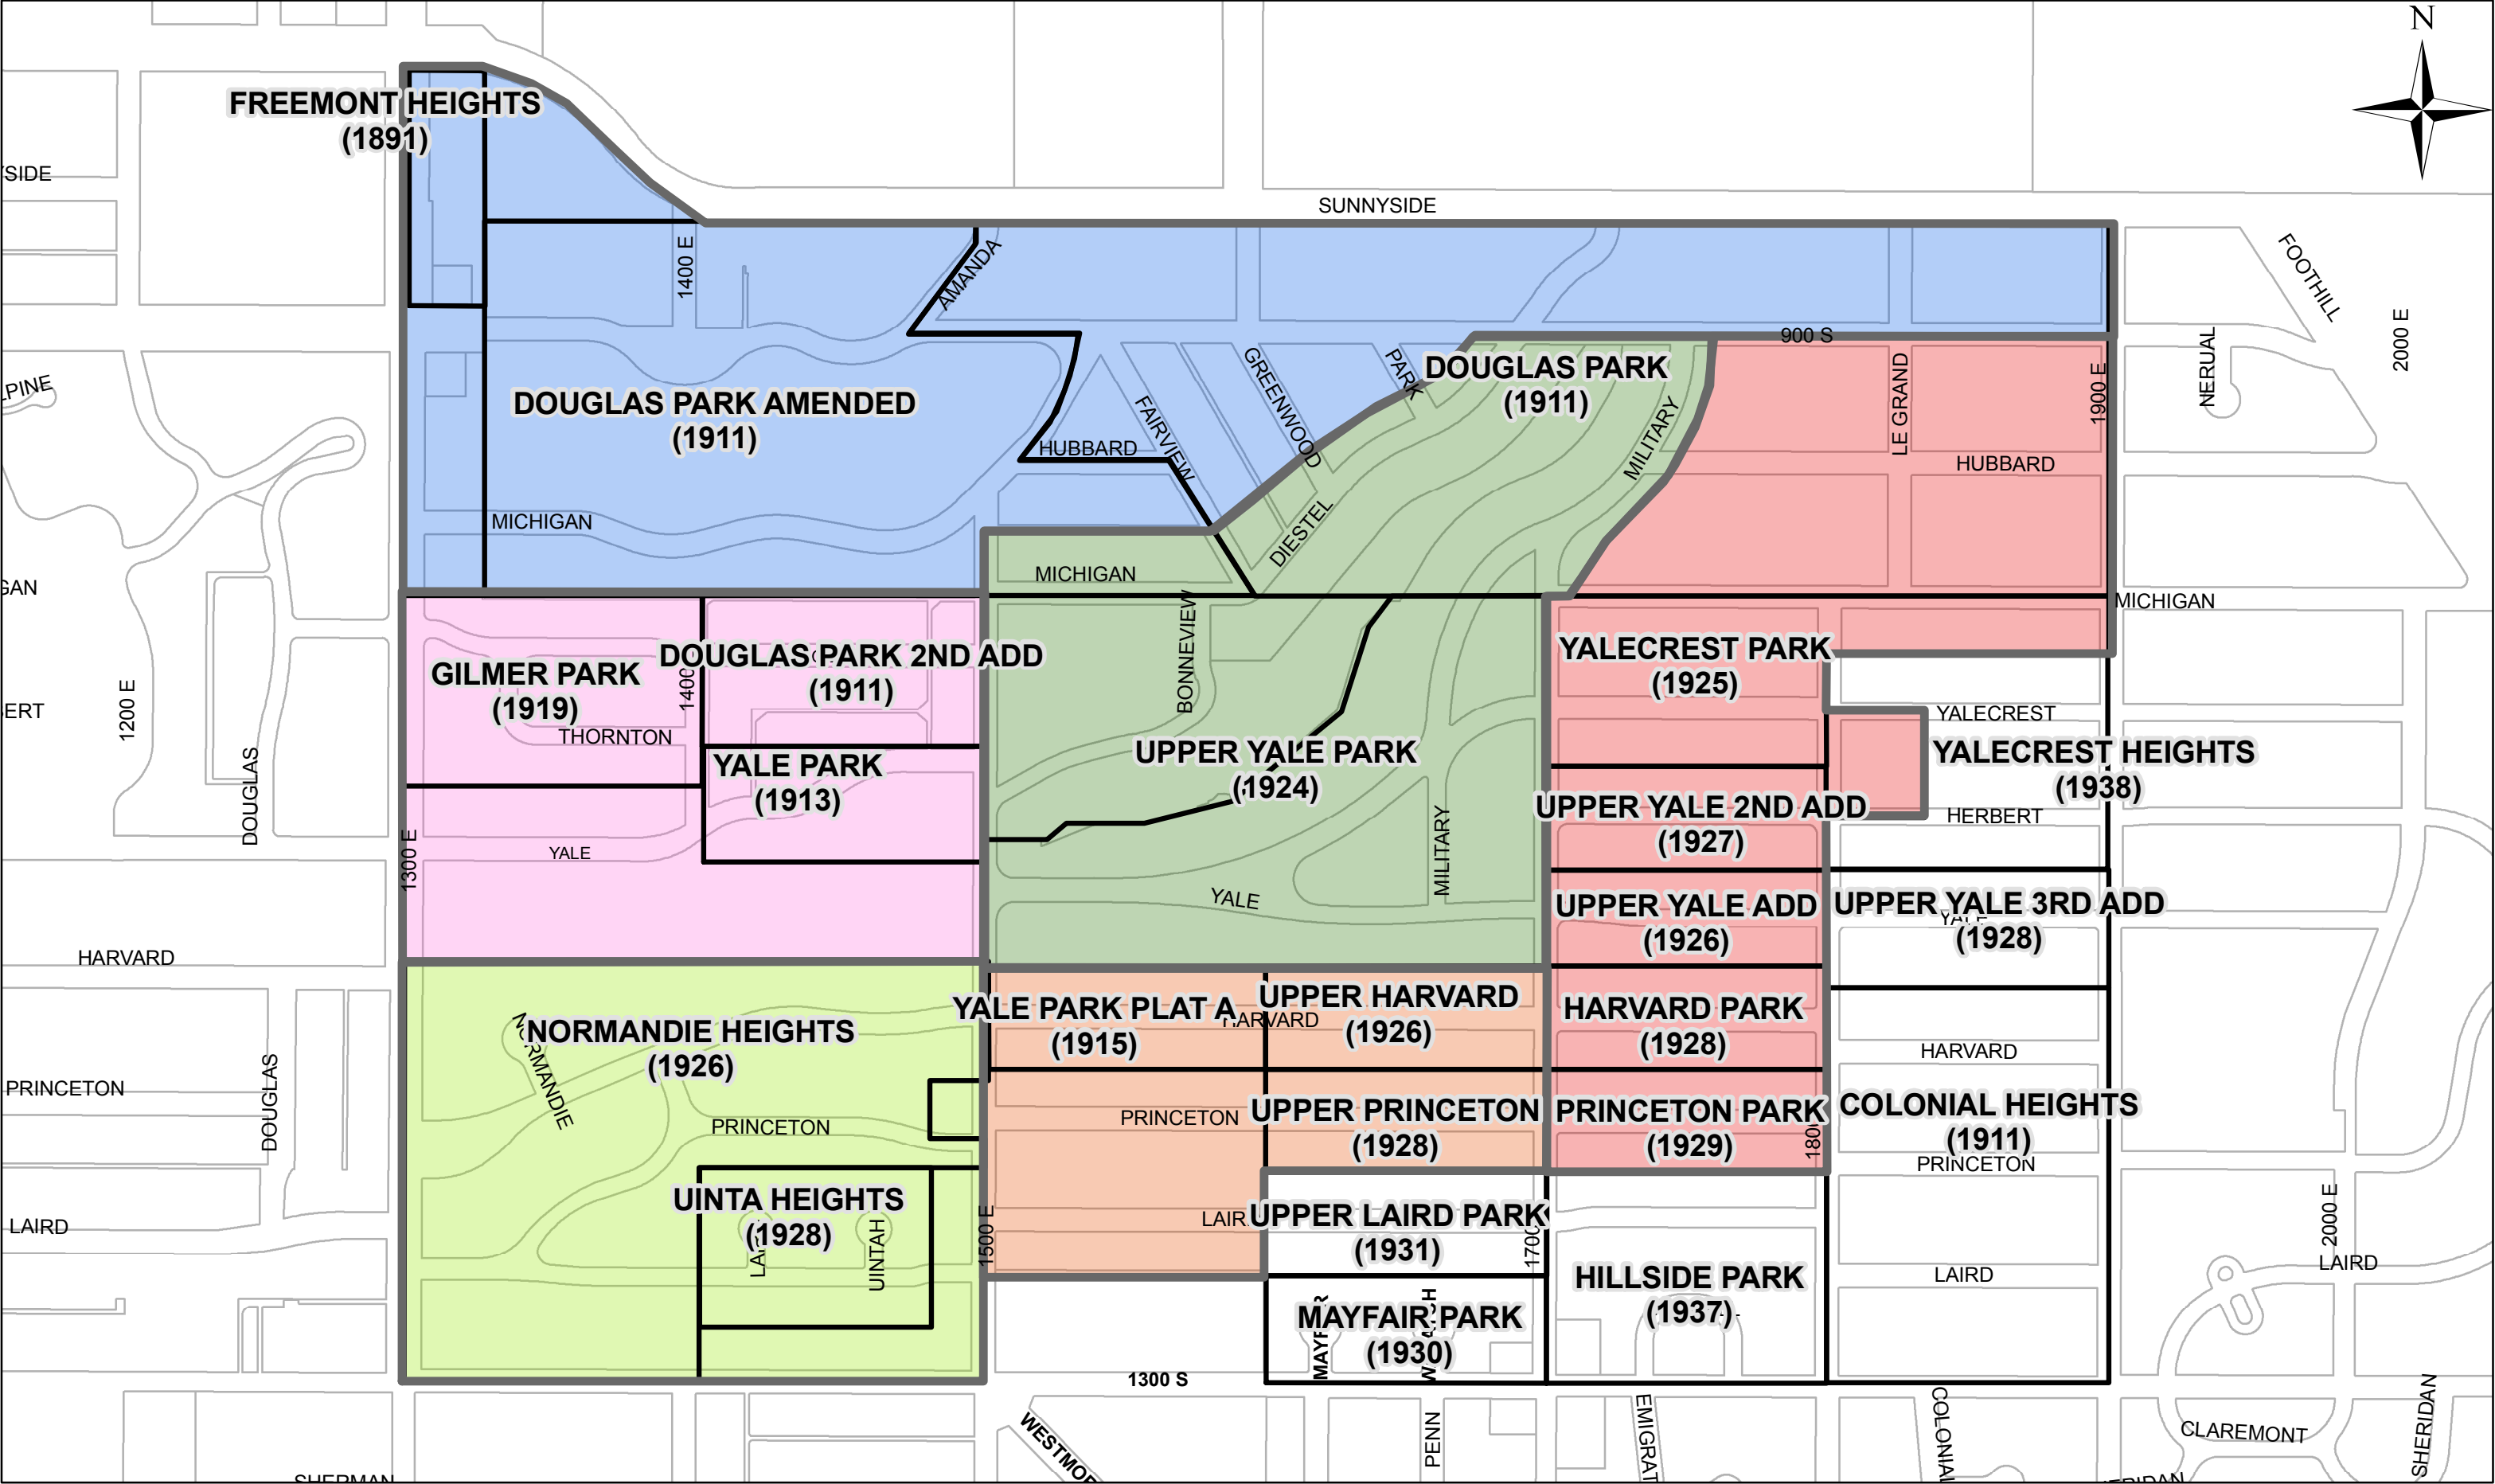 N
FREEMONT HEIGHTS
(1891)
SUNNYSIDE
1400 E
AMANDA
FOOTHILL
2000 E
900 S
NERUAL
LE GRAND
1900 E
DOUGLAS PARK
(1911)
PARK
GREENWOOD
FAIRVIEW
MILITARY
DOUGLAS PARK AMENDED
(1911)
HUBBARD
HUBBARD
MICHIGAN
DIESTEL
MICHIGAN
MICHIGAN
BONNEVIEW
YALECREST PARK
(1925)
DOUGLAS PARK 2ND ADD
(1911)
GILMER PARK
(1919)
1200 E
THORNTON
YALECREST
UPPER YALE PARK
(1924)
YALECREST HEIGHTS
(1938)
YALE PARK
(1913)
DOUGLAS
HERBERT
UPPER YALE 2ND ADD
(1927)
MILITARY
1300 E
YALE
YALE
UPPER YALE ADD
(1926)
UPPER YALE 3RD ADD
(1928)
HARVARD
YALE PARK PLAT A
(1915)
UPPER HARVARD
(1926)
HARVARD PARK
(1928)
HARVARD
NORMANDIE HEIGHTS
(1926)
NORMANDIE
HARVARD
PRINCETON
DOUGLAS
PRINCETON
PRINCETON
UPPER PRINCETON
(1928)
PRINCETON PARK
(1929)
COLONIAL HEIGHTS
(1911)
PRINCETON
UINTA HEIGHTS
(1928)
UINTAH
1500 E
UPPER LAIRD PARK
(1931)
2000 E
LAIRD
LAIRD
LAIRD
HILLSIDE PARK
(1937)
MAYFAIR PARK
(1930)
1300 S
PENN
COLONIAL
CLAREMONT
SHERIDAN
SHERMAN